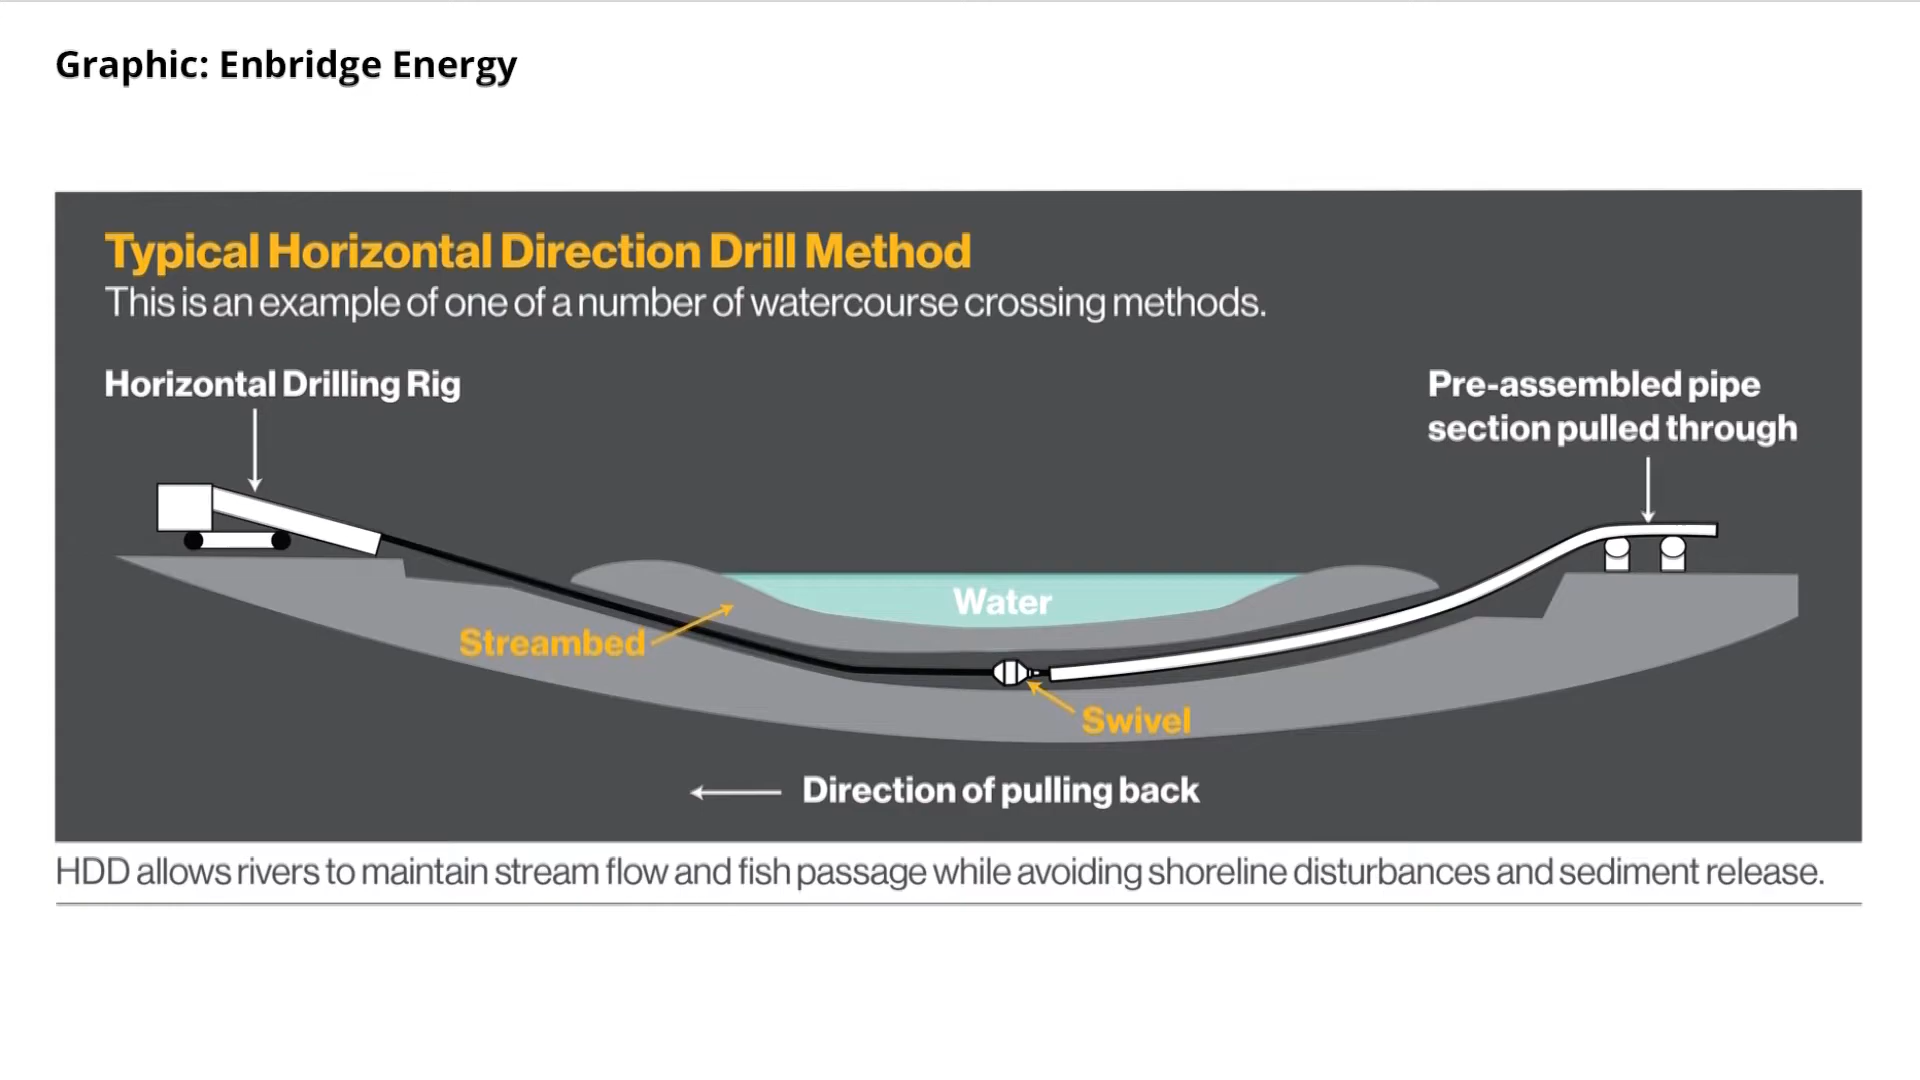 Graphic: Enbridge Energy
Typical Horizontal Direction Drill Method
This is an example of one of a number of watercourse crossing methods.
Horizontal Drilling Rig
Pre-assembled pipe
section pulled through
Water
Streambed
Swivel
Direction of pulling back
HDD allows rivers to maintain stream flow and fish passage while avoiding shoreline disturbances and sediment release.